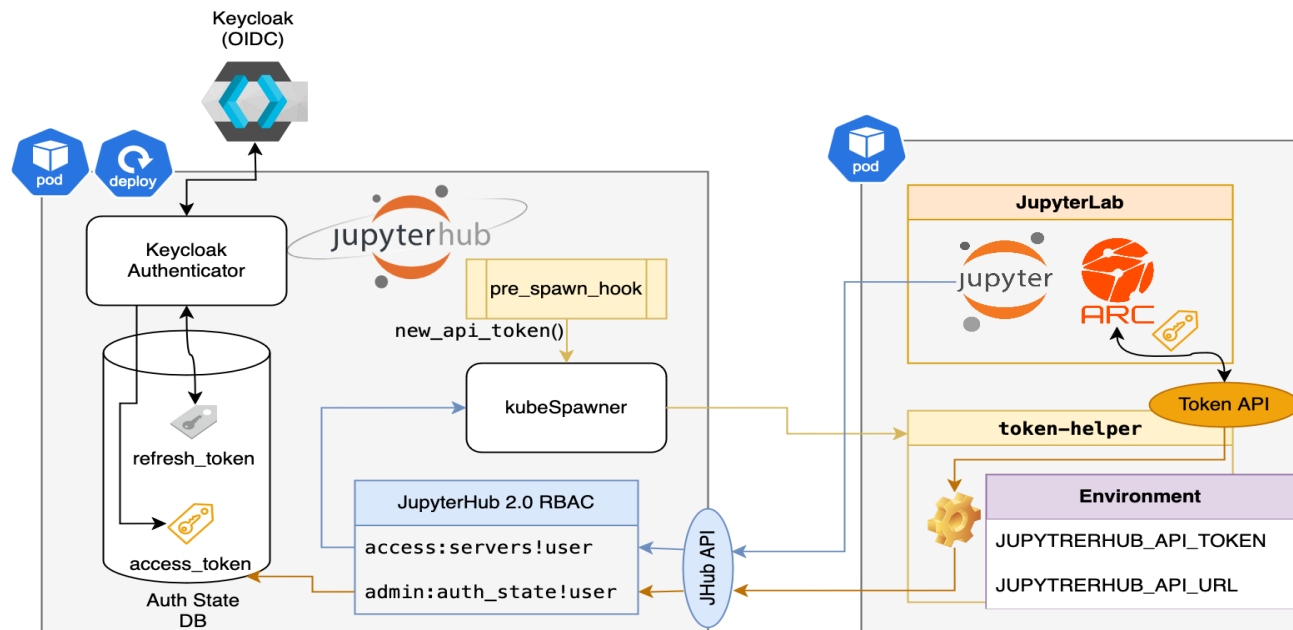 Keycloak
(OIDC)
pod
deploy
pod
jupyterhub
Keycloak
Authenticator
pre_spawn_hook
new_api_token()
kubeSpawner
refresh_token
access_token
Auth State
DB
JupyterHub 2.0 RBAC
access:servers!user
admin:auth_state!user
JHub API
JupyterLab
jupyter
ARC
Token API
token-helper
Environment
JUPYTRERHUB_API_TOKEN
JUPYTRERHUB_API_URL